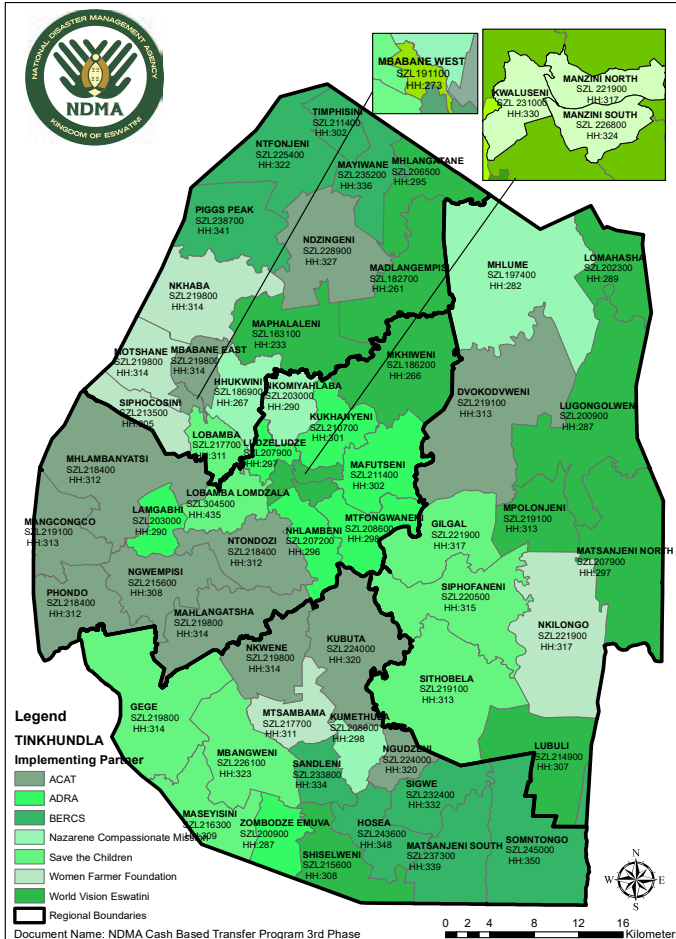 NATIONAL DISASTER MANAGEMENT AGENCY
NDMA
KINGDOM OF ESWATINI
MBABANE WEST
SZL191100
HH:273
MANZINI NORTH
SZL 221900
HH:317
KWALUSENI
SZL 231000
HH:330
MANZINI SOUTH
SZL 226800
HH:324
TIMPHISINI
SZL211400
HH:302
NTFONJENI
SZL225400
HH:322
MAYIWANE
SZL235200
HH:336
MHLANGATANE
SZL206500
HH:295
PIGGS PEAK
SZL238700
HH:341
NDZINGENI
SZL228900
HH:327
MADLANGEMPISI
SZL182700
HH:261
MHLUME
SZL197400
HH:282
LOMAHASHA
SZL202300
HH:289
NKHABA
SZL219800
HH:314
MAPHALALENI
SZL163100
HH:233
MOTSHANE
SZL219800
HH:314
MBABANE EAST
SZL219800
HH:314
MKHIWENI
SZL186200
HH:266
HHUKWINI
SZL186900
HH:267
NKOMIYAHLABA
SZL203000
HH:290
SIPHOCOSINI
SZL213500
HH:305
DVOKODVWENI
SZL219100
HH:313
LUGONGOLWENI
SZL200900
HH:287
KUKHANYENI
SZL210700
HH:301
LOBAMBA
SZL217700
HH:311
LUDZELUDZE
SZL207900
HH:297
MHLAMBANYATSI
SZL218400
HH:312
MAFUTSENI
SZL211400
HH:302
LOBAMBA LOMDZALA
SZL304500
HH:435
LAMGABHI
SZL203000
HH:290
MANGCONGCO
SZL219100
HH:313
MTFONGWANENI
SZL208600
HH:298
NHLAMBENI
SZL207200
HH:296
MPOLONJENI
SZL219100
HH:313
GILGAL
SZL221900
HH:317
MATSANJENI NORTH
SZL207900
HH:297
NTONDOZI
SZL218400
HH:312
NGWEMPISI
SZL215600
HH:308
PHONDO
SZL218400
HH:312
MAHLANGATSHA
SZL219800
HH:314
SIPHOFANENI
SZL220500
HH:315
NKILONGO
SZL221900
HH:317
NKWENE
SZL219800
HH:314
KUBUTA
SZL224000
HH:320
SITHOBELA
SZL219100
HH:313
GEGE
SZL219800
HH:314
MTSAMBAMA
SZL217700
HH:311
KUMETHULA
SZL208600
HH:298
MBANGWENI
SZL226100
HH:323
NGUDZENI
SZL224000
HH:320
LUBULI
SZL214900
HH:307
SANDLENI
SZL233800
HH:334
SIGWE
SZL232400
HH:332
MASEYISINI
SZL216300
HH:309
ZOMBODZE EMUVA
SZL200900
HH:287
HOSEA
SZL243600
HH:348
SHISELWENI
SZL215600
HH:308
MATSANJENI SOUTH
SZL237300
HH:339
SOMNTONGO
SZL245000
HH:350
Legend
TINKHUNDLA
Implementing Partner
ACAT
ADRA
BERCS
Nazarene Compassionate Mission
Save the Children
Women Farmer Foundation
World Vision Eswatini
Regional Boundaries
N
W E
S
0 2 4 8 12 16
Kilometers
Document Name: NDMA Cash Based Transfer Program 3rd Phase